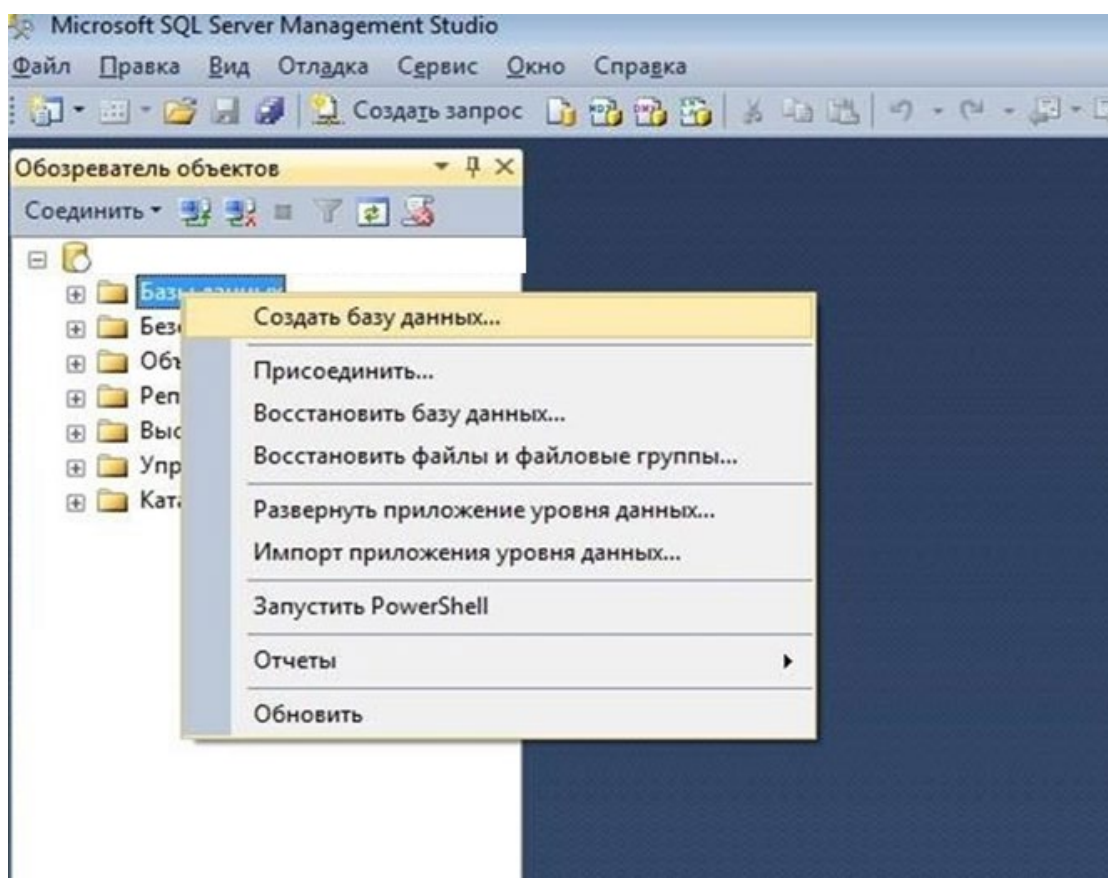 Microsoft SQL Server Management Studio
Файл Правка Вид Отладка Сервис Окно Справка
Создать запрос
Обозреватель объектов
Соединить
Базы данных
Создать базу данных...
Присоединить...
Восстановить базу данных...
Восстановить файлы и файловые группы...
Развернуть приложение уровня данных...
Импорт приложения уровня данных...
Запустить PowerShell
Отчеты
Обновить